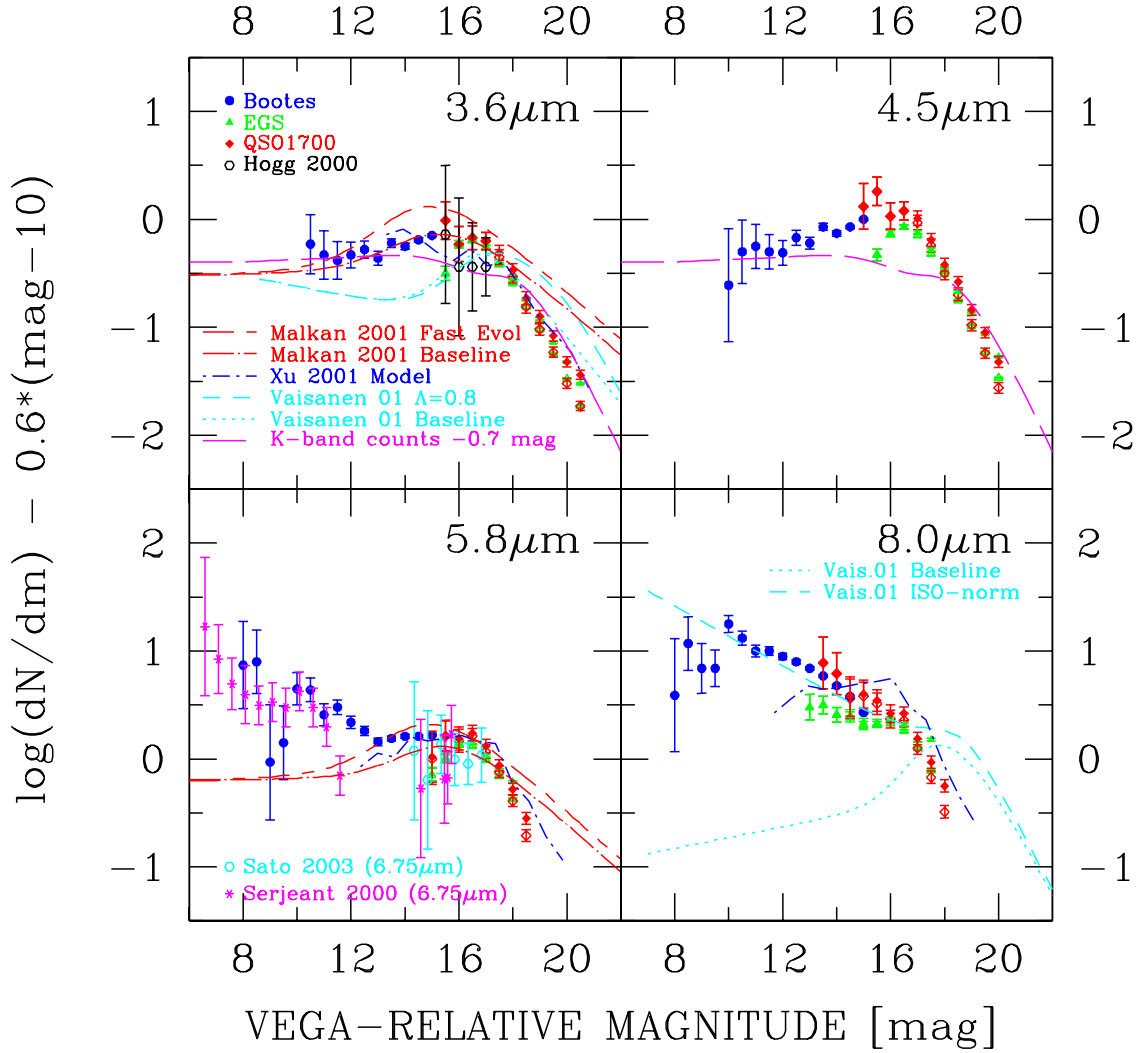 8 12 16 20 8 12 16 20
3.6μm
Bootes
EGS
QSO1700
Hogg 2000
Malkan 2001 Fast Evol
Malkan 2001 Baseline
Xu 2001 Model
Vaisanen 01 Λ=0.8
Vaisanen 01 Baseline
K-band counts -0.7 mag
1
0
-1
-2
4.5μm
1
0
-1
-2
5.8μm
Sato 2003 (6.75μm)
Serjeant 2000 (6.75μm)
2
1
0
-1
8.0μm
Vais.01 Baseline
Vais.01 ISO-norm
2
1
0
-1
8 12 16 20 8 12 16 20
log(dN/dm) - 0.6*(mag-10)
VEGA-RELATIVE MAGNITUDE [mag]